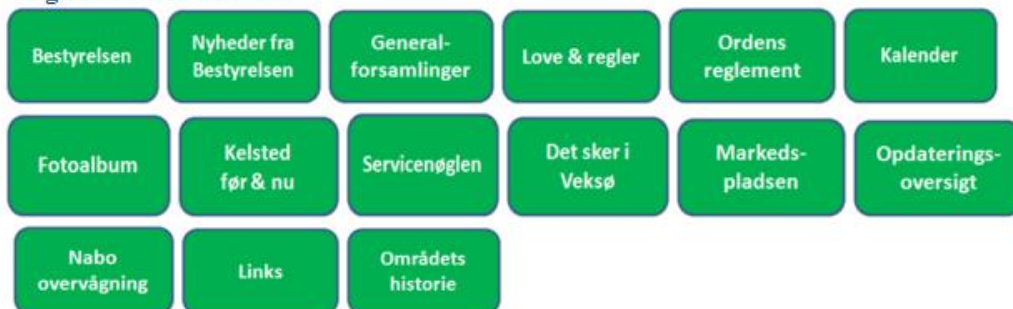 Bestyrelsen
Nyheder fra
Bestyrelsen
General-
forsamlinger
Love & regler
Ordens
reglement
Kalender
Fotoalbum
Kelsted
før & nu
Servicenøglen
Det sker i
Veksø
Markeds-
pladsen
Opdaterings-
oversigt
Nabo
overvågning
Links
Områdets
historie